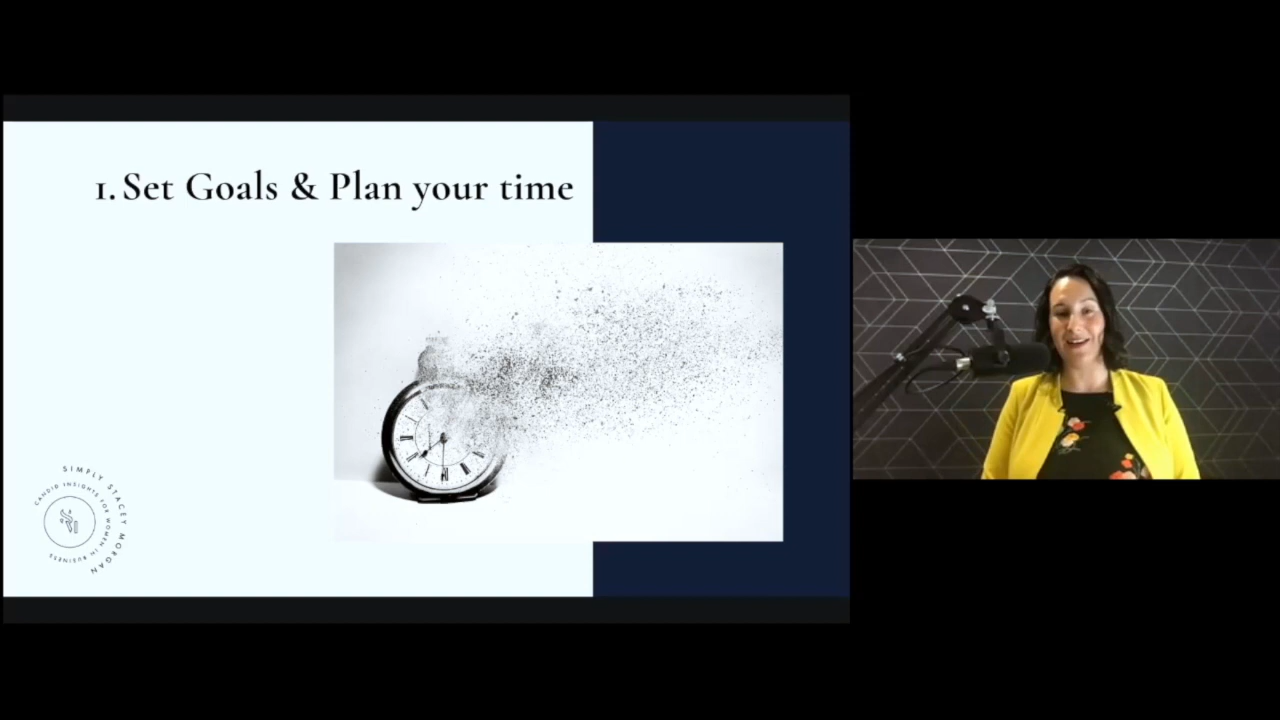 1. Set Goals & Plan your time
SIMPLY STACEY MORGAN
CANDID INSIGHTS FOR WOMEN IN BUSINESS